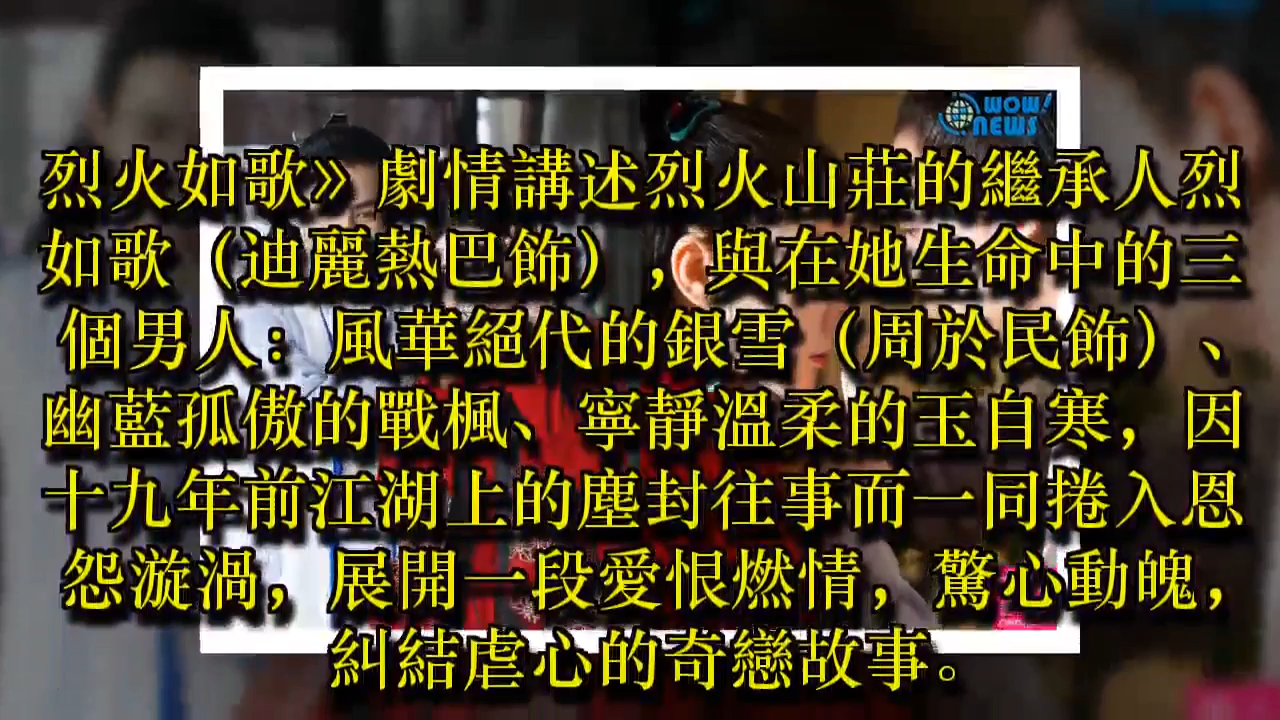 WOW!
NEWS
烈火如歌》劇情講述烈火山莊的繼承人烈
如歌（迪麗熱巴飾），與在她生命中的三
個男人：風華絕代的銀雪（周於民飾）、
幽藍孤傲的戰楓、寧靜溫柔的玉自寒，因
十九年前江湖上的塵封往事而一同捲入恩
怨漩渦，展開一段愛恨燃情，驚心動魄，
糾結虐心的奇戀故事。